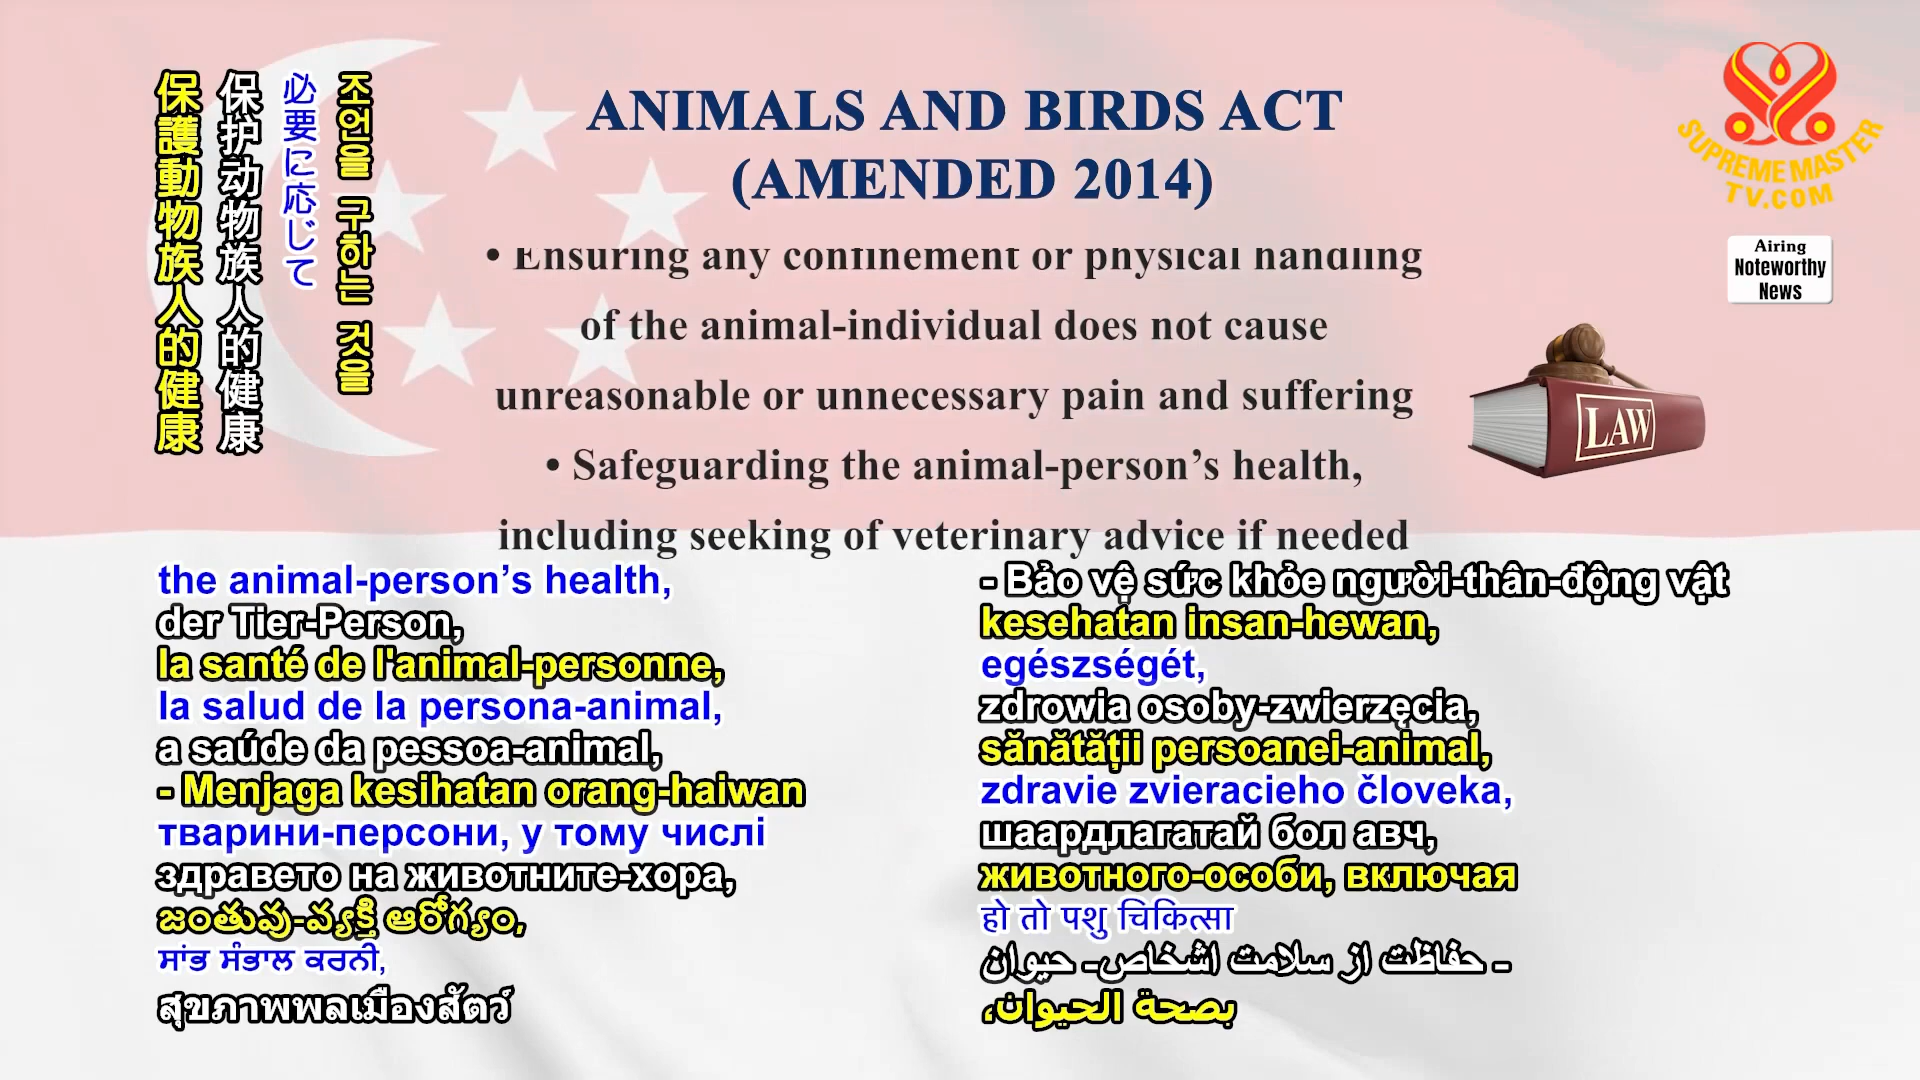 ANIMALS AND BIRDS ACT
(AMENDED 2014)
• Ensuring any confinement or physical handling
of the animal-individual does not cause
unreasonable or unnecessary pain and suffering
• Safeguarding the animal-person’s health,
including seeking of veterinary advice if needed
保護動物族人的健康
保护动物族人的健康
必要に応じて
조언을 구하는 것을
SUPREME MASTER
TV.COM
Airing
Noteworthy
News
LAW
the animal-person’s health,
der Tier-Person,
la santé de l'animal-personne,
la salud de la persona-animal,
a saúde da pessoa-animal,
- Menjaga kesihatan orang-haiwan
тварини-персони, у тому числі
здравето на животните-хора,
జంతువు-వ్యక్తి ఆరోగ్యం,
ਸਾਂਭ ਸੰਭਾਲ ਕਰਨੀ,
สุขภาพพลเมืองสัตว์
- Bảo vệ sức khỏe người-thân-động vật
kesehatan insan-hewan,
egészségét,
zdrowia osoby-zwierzęcia,
sănătății persoanei-animal,
zdravie zvieracieho človeka,
шаардлагатай бол авч,
животного-особи, включая
हो तो पशु चिकित्सा
- حفاظت از سلامت اشخاص- حیوان
بصحة الحيوان،